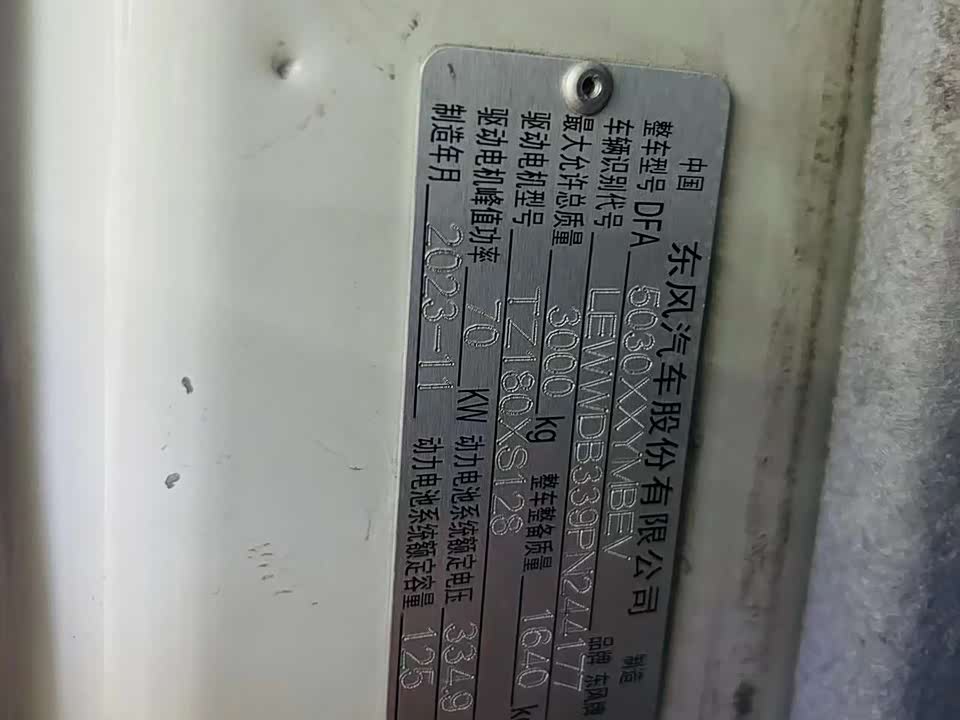 中国 东风汽车股份有限公司 制造
整车型号 DFA5030XXYMBEV 品牌 东风牌
车辆识别代号 LEWWDB339PN244177
最大允许总质量 3000 kg 整车整备质量 1640 k
驱动电机型号 TZ180XS128
驱动电机峰值功率 70 KW 动力电池系统额定电压 334.9
制造年月 2023-11 动力电池系统额定容量 125